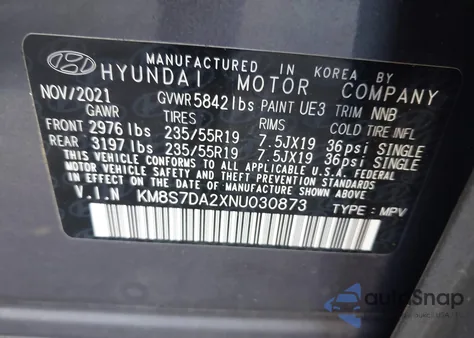 MANUFACTURED IN KOREA BY
HYUNDAI MOTOR COMPANY
NOV/2021 GVWR 5842 lbs PAINT UE3 TRIM NNB
GAWR TIRES RIMS COLD TIRE INFL
FRONT 2976 lbs 235/55R19 7.5JX19 36psi SINGLE
REAR 3197 lbs 235/55R19 7.5JX19 36psi SINGLE
THIS VEHICLE CONFORMS TO ALL APPLICABLE FEDERAL
MOTOR VEHICLE SAFETY AND THEFT PREVENTION STANDARDS
IN EFFECT ON THE DATE OF MANUFACTURE SHOWN ABOVE.
V.I.N KM8S7DA2XNU030873 TYPE : MPV
autoSnap